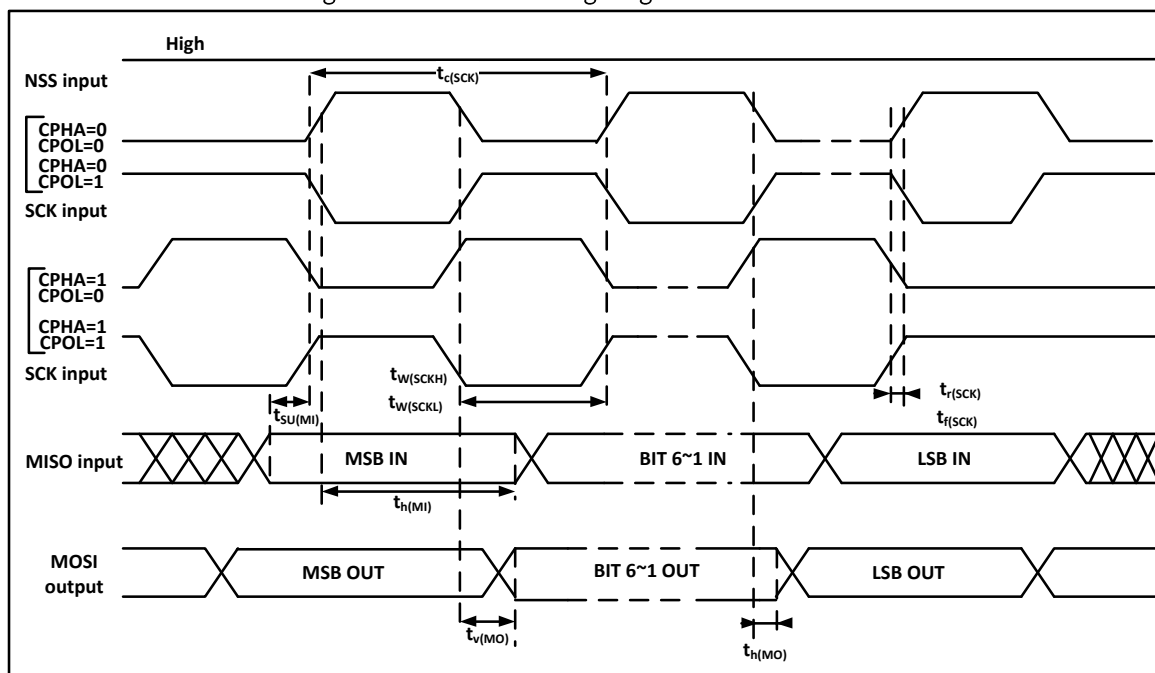 High
NSS input
tc(SCK)
CPHA=0
CPOL=0
CPHA=0
CPOL=1
SCK input
CPHA=1
CPOL=0
CPHA=1
CPOL=1
SCK input
tW(SCKH)
tW(SCKL)
tr(SCK)
tf(SCK)
tSU(MI)
MISO input
MSB IN
BIT 6~1 IN
LSB IN
th(MI)
MOSI
output
MSB OUT
BIT 6~1 OUT
LSB OUT
tv(MO)
th(MO)